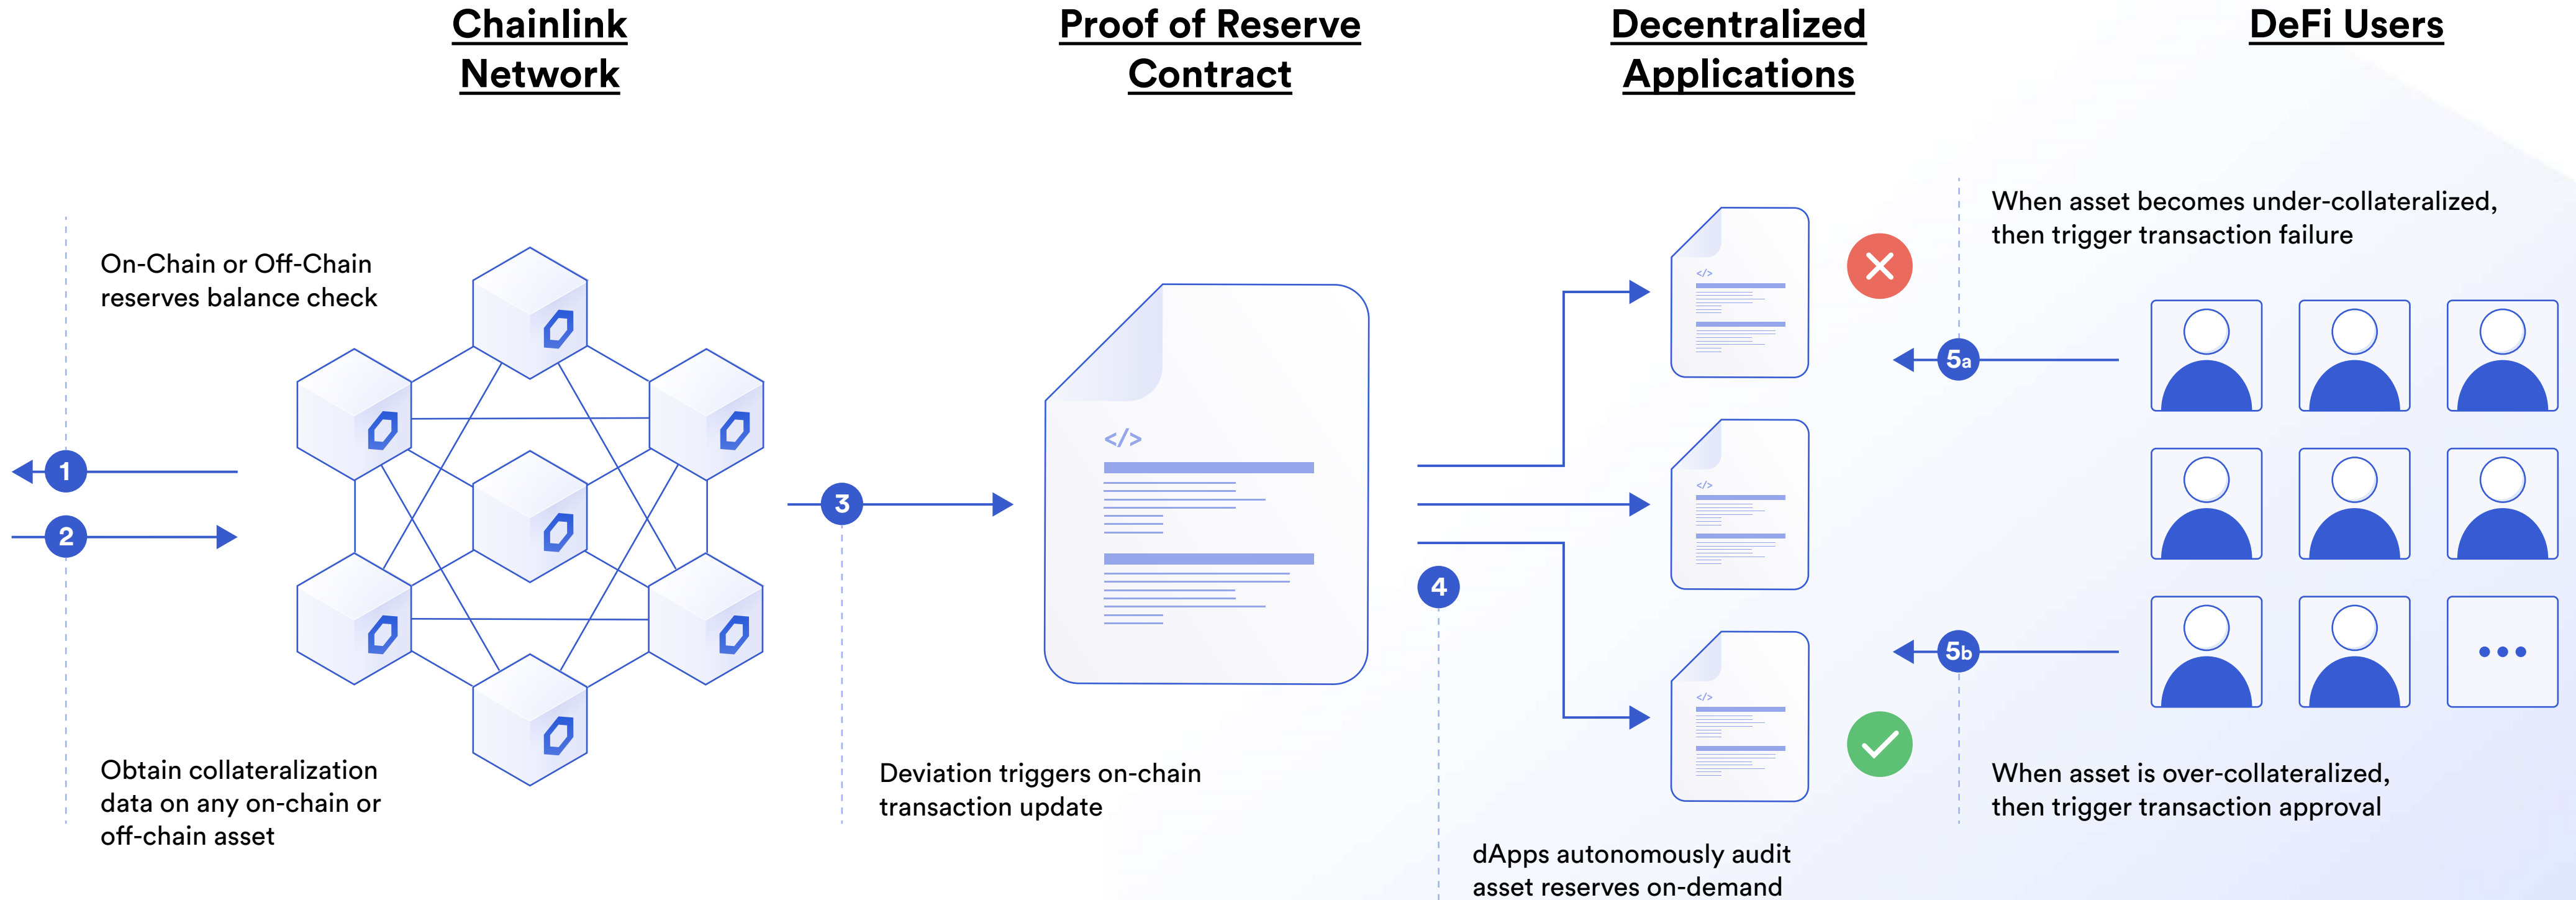 Chainlink
Network
Proof of Reserve
Contract
Decentralized
Applications
DeFi Users
On-Chain or Off-Chain
reserves balance check
1
2
Obtain collateralization
data on any on-chain or
off-chain asset
3
Deviation triggers on-chain
transaction update
</>
4
dApps autonomously audit
asset reserves on-demand
</>
</>
</>
When asset becomes under-collateralized,
then trigger transaction failure
5a
5b
When asset is over-collateralized,
then trigger transaction approval